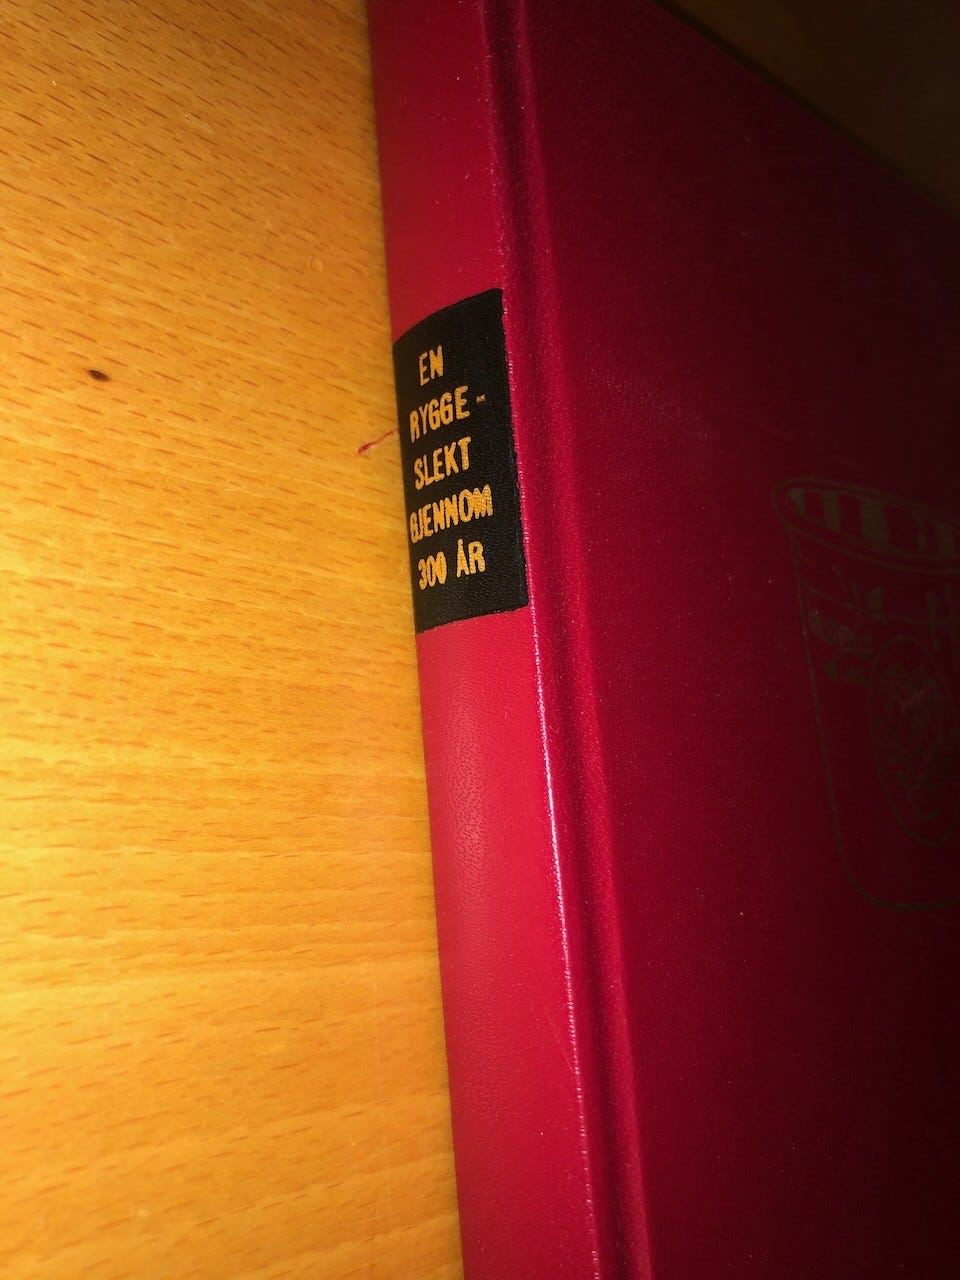 EN
RYGGE-
SLEKT
GJENNOM
300 ÅR